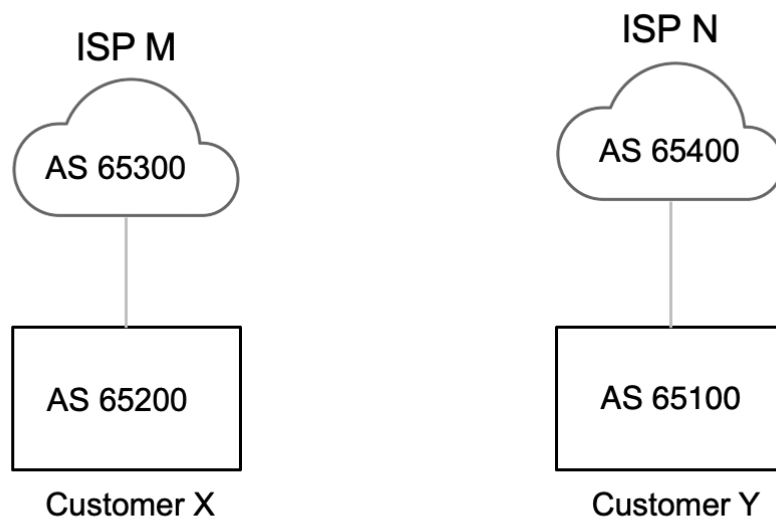 ISP M
AS 65300
AS 65200
Customer X
ISP N
AS 65400
AS 65100
Customer Y